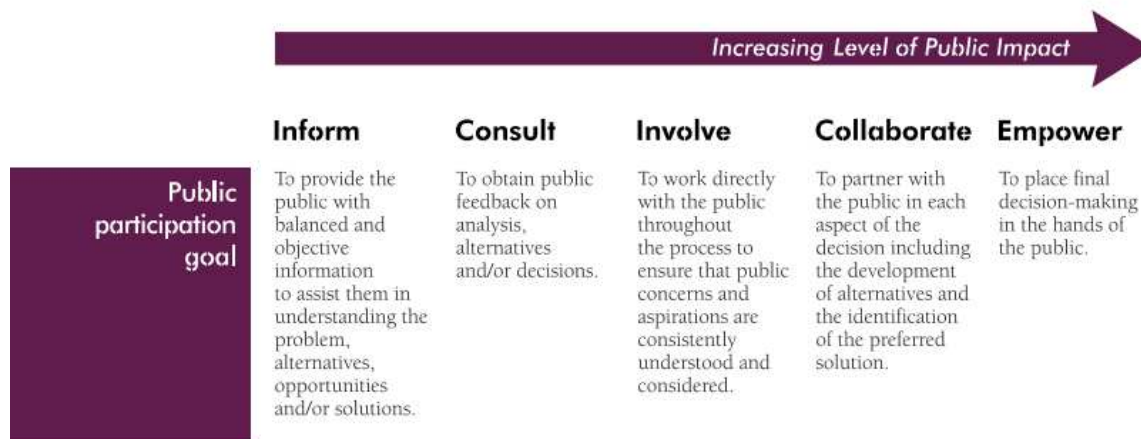 Increasing Level of Public Impact
Inform
Consult
Involve
Collaborate
Empower
Public
participation
goal
To provide the
public with
balanced and
objective
information
to assist them in
understanding the
problem,
alternatives,
opportunities
and/or solutions.
To obtain public
feedback on
analysis,
alternatives
and/or decisions.
To work directly
with the public
throughout
the process to
ensure that public
concerns and
aspirations are
consistently
understood and
considered.
To partner with
the public in each
aspect of the
decision including
the development
of alternatives and
the identification
of the preferred
solution.
To place final
decision-making
in the hands of
the public.